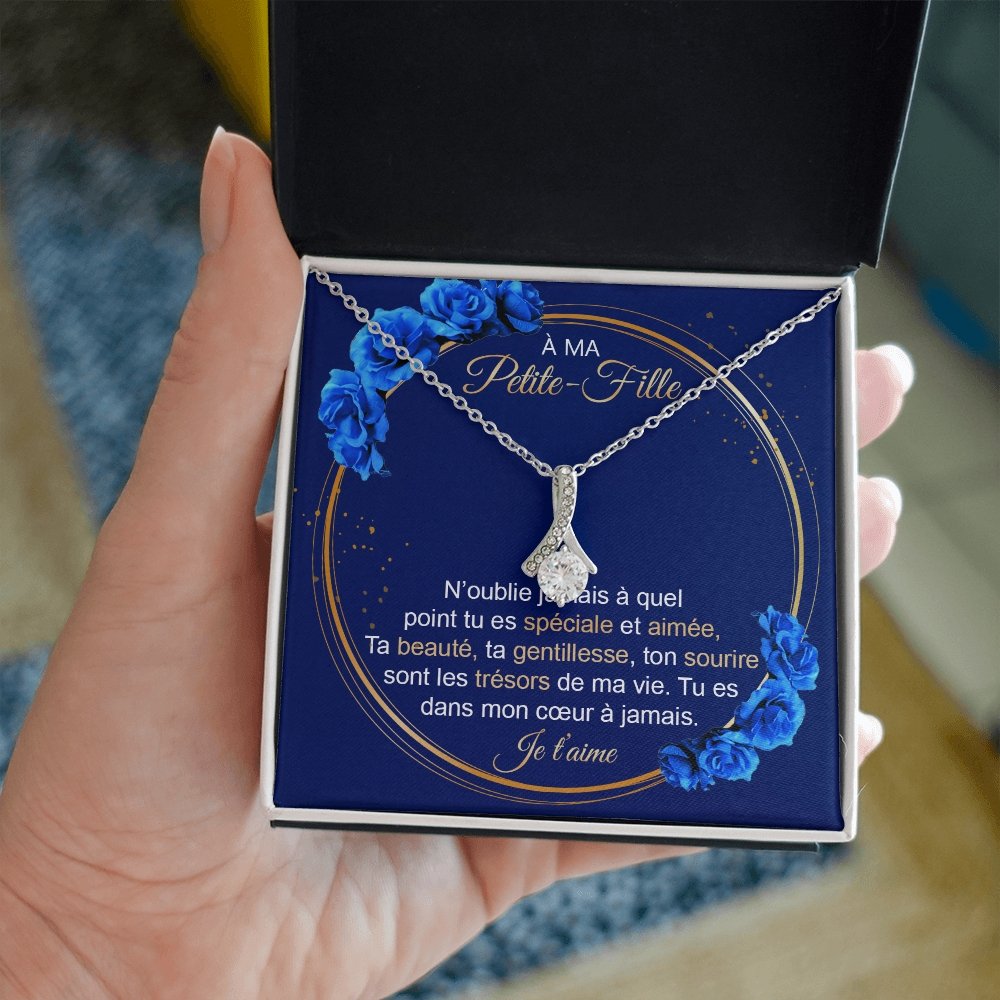 À MA
Petite-Fille
N’oublie jamais à quel
point tu es spéciale et aimée,
Ta beauté, ta gentillesse, ton sourire
sont les trésors de ma vie. Tu es
dans mon cœur à jamais.
Je t’aime